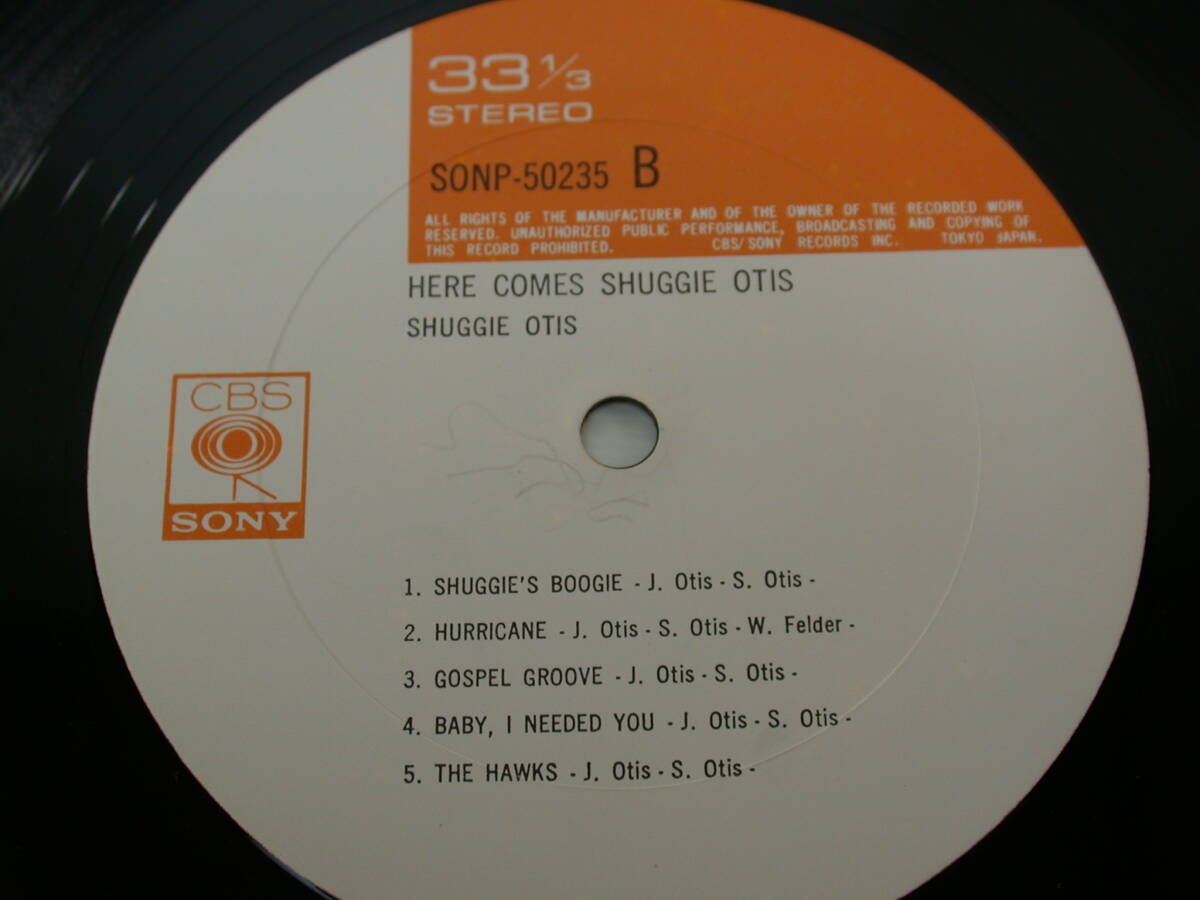 33 1/3
STEREO
SONP-50235 B
ALL RIGHTS OF THE MANUFACTURER AND OF THE OWNER OF THE RECORDED WORK
RESERVED. UNAUTHORIZED PUBLIC PERFORMANCE, BROADCASTING AND COPYING OF
THIS RECORD PROHIBITED. CBS/SONY RECORDS INC. TOKYO JAPAN.
HERE COMES SHUGGIE OTIS
SHUGGIE OTIS
CBS
SONY
1. SHUGGIE'S BOOGIE - J. Otis - S. Otis -
2. HURRICANE - J. Otis - S. Otis - W. Felder -
3. GOSPEL GROOVE - J. Otis - S. Otis -
4. BABY, I NEEDED YOU - J. Otis - S. Otis -
5. THE HAWKS - J. Otis - S. Otis -